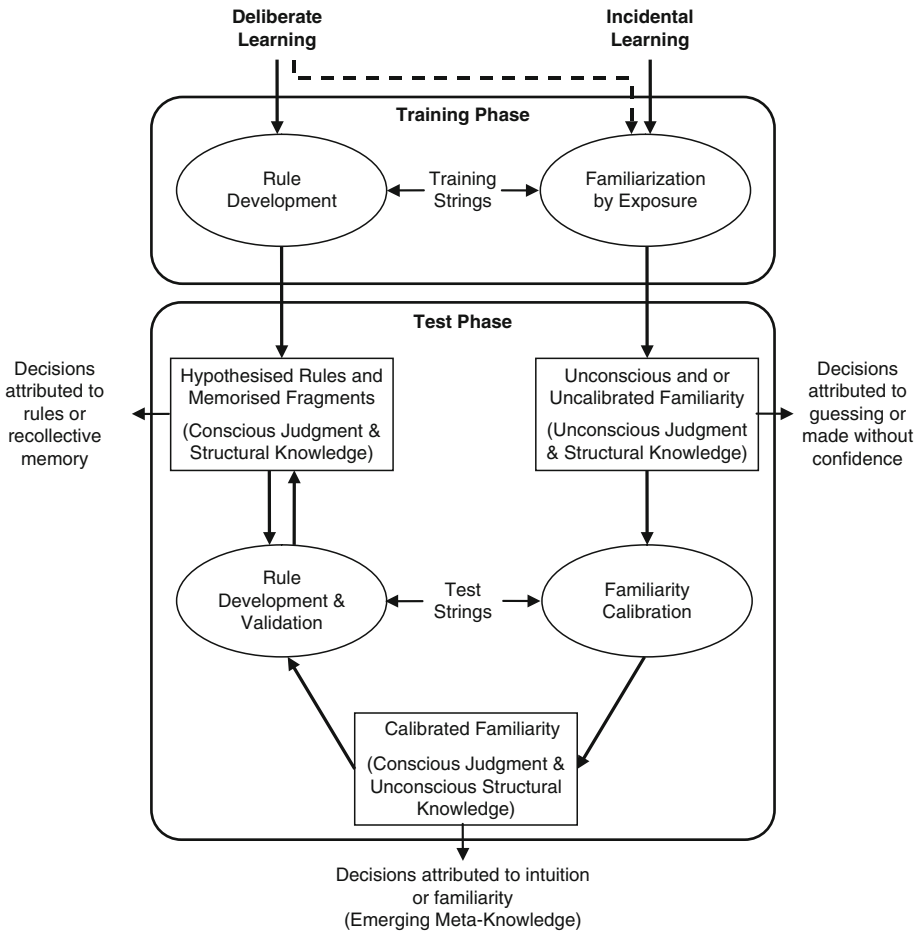 Deliberate
Learning
Incidental
Learning
Training Phase
Rule
Development
Training
Strings
Familiarization
by Exposure
Test Phase
Decisions
attributed to
rules or
recollective
memory
Hypothesised Rules and
Memorised Fragments
(Conscious Judgment &
Structural Knowledge)
Unconscious and or
Uncalibrated Familiarity
(Unconscious Judgment
& Structural Knowledge)
Decisions
attributed to
guessing or
made without
confidence
Rule
Development &
Validation
Test
Strings
Familiarity
Calibration
Calibrated Familiarity
(Conscious Judgment &
Unconscious Structural
Knowledge)
Decisions attributed to intuition
or familiarity
(Emerging Meta-Knowledge)